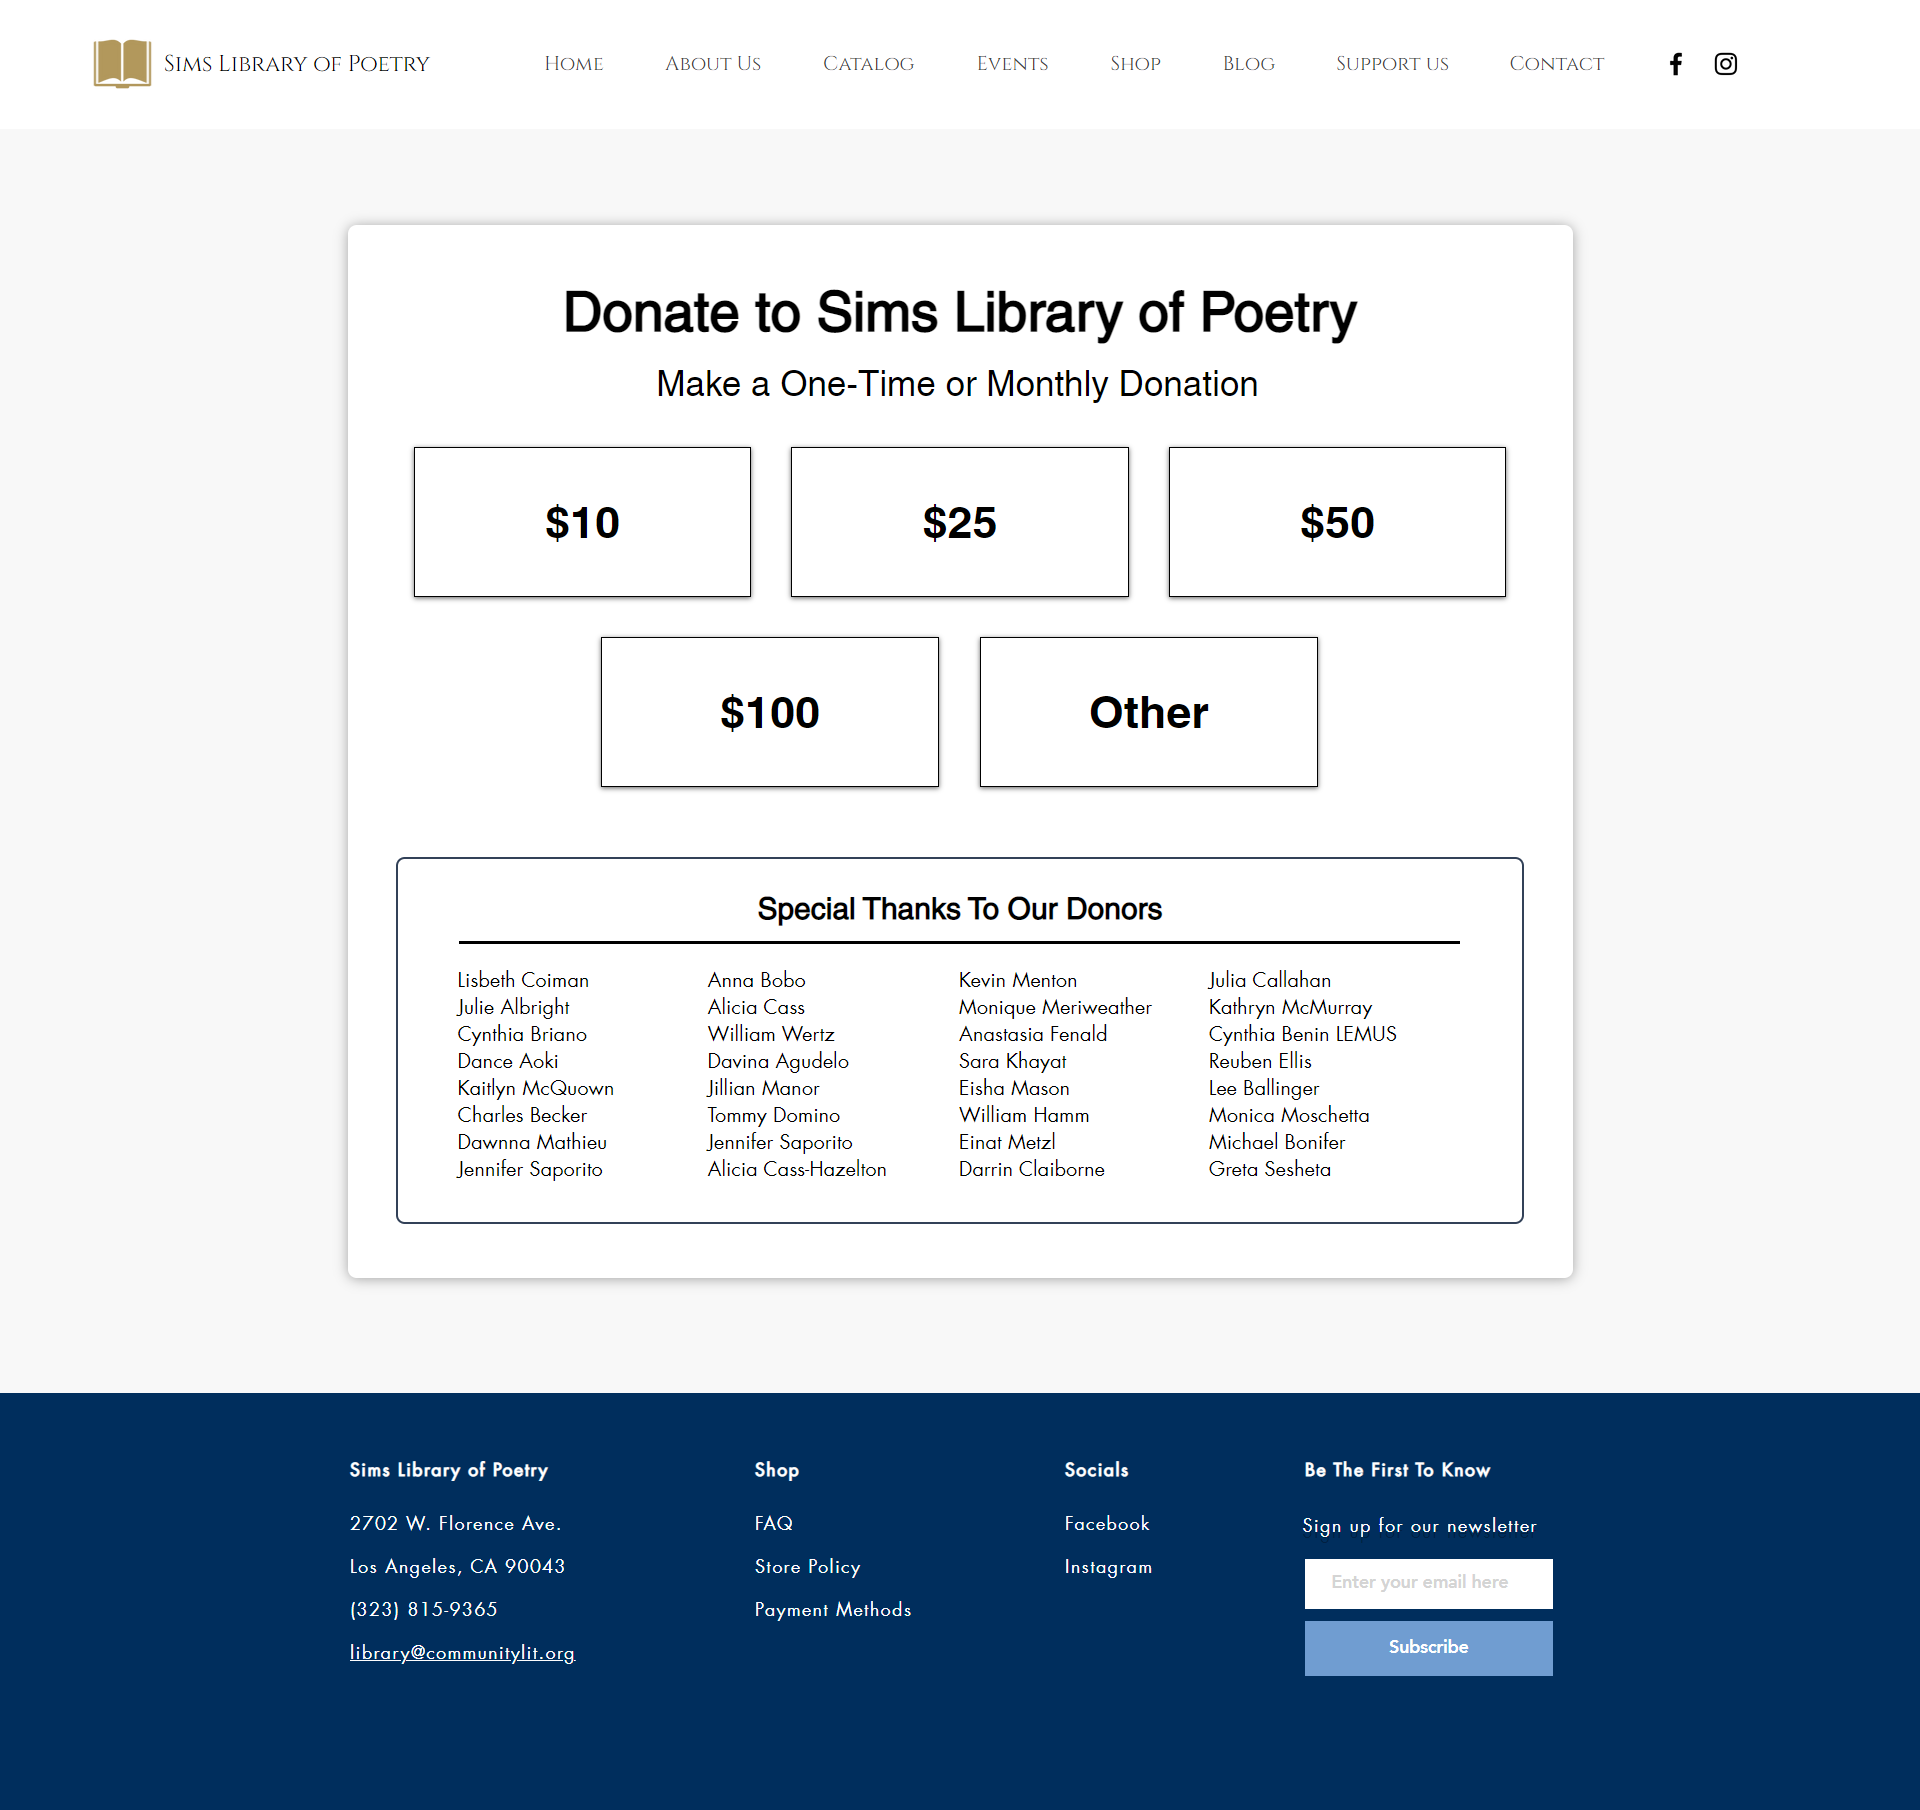 Sims Library of Poetry
Home About Us Catalog Events Shop Blog Support us Contact
Donate to Sims Library of Poetry
Make a One-Time or Monthly Donation
$10 $25 $50
$100 Other
Special Thanks To Our Donors
Lisbeth Coiman
Julie Albright
Cynthia Briano
Dance Aoki
Kaitlyn McQuown
Charles Becker
Dawnna Mathieu
Jennifer Saporito
Anna Bobo
Alicia Cass
William Wertz
Davina Agudelo
Jillian Manor
Tommy Domino
Jennifer Saporito
Alicia Cass-Hazelton
Kevin Menton
Monique Meriweather
Anastasia Fenald
Sara Khayat
Eisha Mason
William Hamm
Einat Metzl
Darrin Claiborne
Julia Callahan
Kathryn McMurray
Cynthia Benin LEMUS
Reuben Ellis
Lee Ballinger
Monica Moschetta
Michael Bonifer
Greta Sesheta
Sims Library of Poetry
2702 W. Florence Ave.
Los Angeles, CA 90043
(323) 815-9365
library@communitylit.org
Shop
FAQ
Store Policy
Payment Methods
Socials
Facebook
Instagram
Be The First To Know
Sign up for our newsletter
Enter your email here
Subscribe